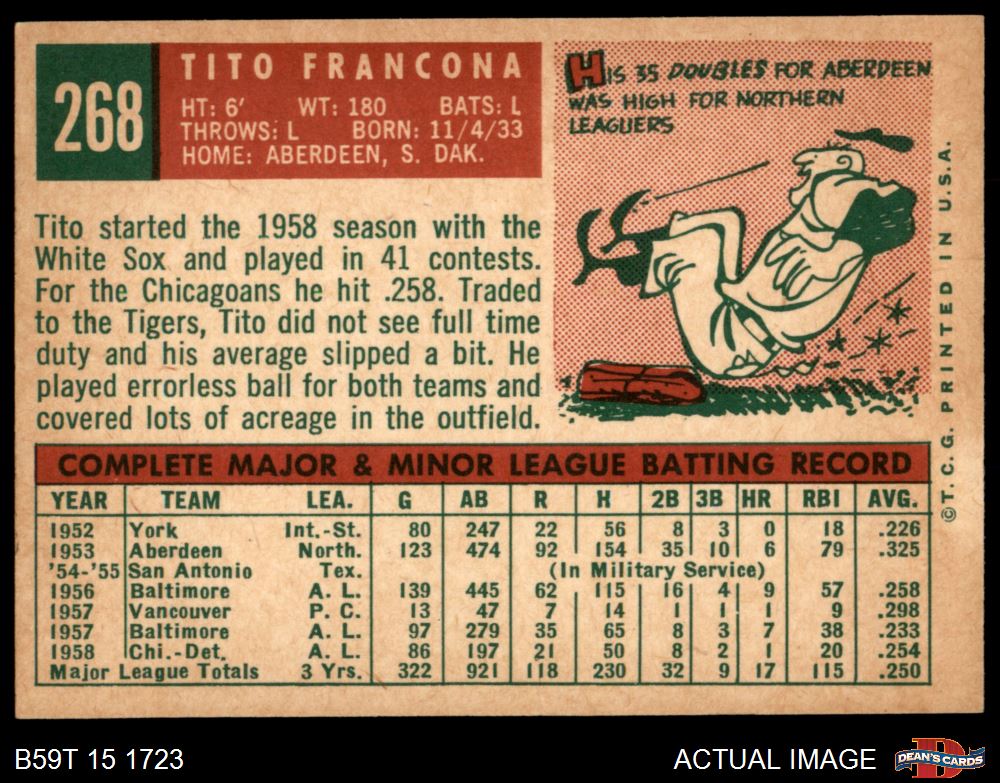 268
TITO FRANCONA
HT: 6' WT: 180 BATS: L
THROWS: L BORN: 11/4/33
HOME: ABERDEEN, S. DAK.
HIS 35 DOUBLES FOR ABERDEEN
WAS HIGH FOR NORTHERN
LEAGUERS
Tito started the 1958 season with the
White Sox and played in 41 contests.
For the Chicagoans he hit .258. Traded
to the Tigers, Tito did not see full time
duty and his average slipped a bit. He
played errorless ball for both teams and
covered lots of acreage in the outfield.
©T. C. G. PRINTED IN U.S.A.
COMPLETE MAJOR & MINOR LEAGUE BATTING RECORD
YEAR TEAM LEA. G AB R H 2B 3B HR RBI AVG.
1952 York Int.-St. 80 247 22 56 8 3 0 18 .226
1953 Aberdeen North. 123 474 92 154 35 10 6 79 .325
'54-'55 San Antonio Tex. (In Military Service)
1956 Baltimore A. L. 139 445 62 115 16 4 9 57 .258
1957 Vancouver P. C. 13 47 7 14 1 1 1 9 .298
1957 Baltimore A. L. 97 279 35 65 8 3 7 38 .233
1958 Chi.-Det. A. L. 86 197 21 50 8 2 1 20 .254
Major League Totals 3 Yrs. 322 921 118 230 32 9 17 115 .250
B59T 15 1723
ACTUAL IMAGE
D
DEAN'S CARDS